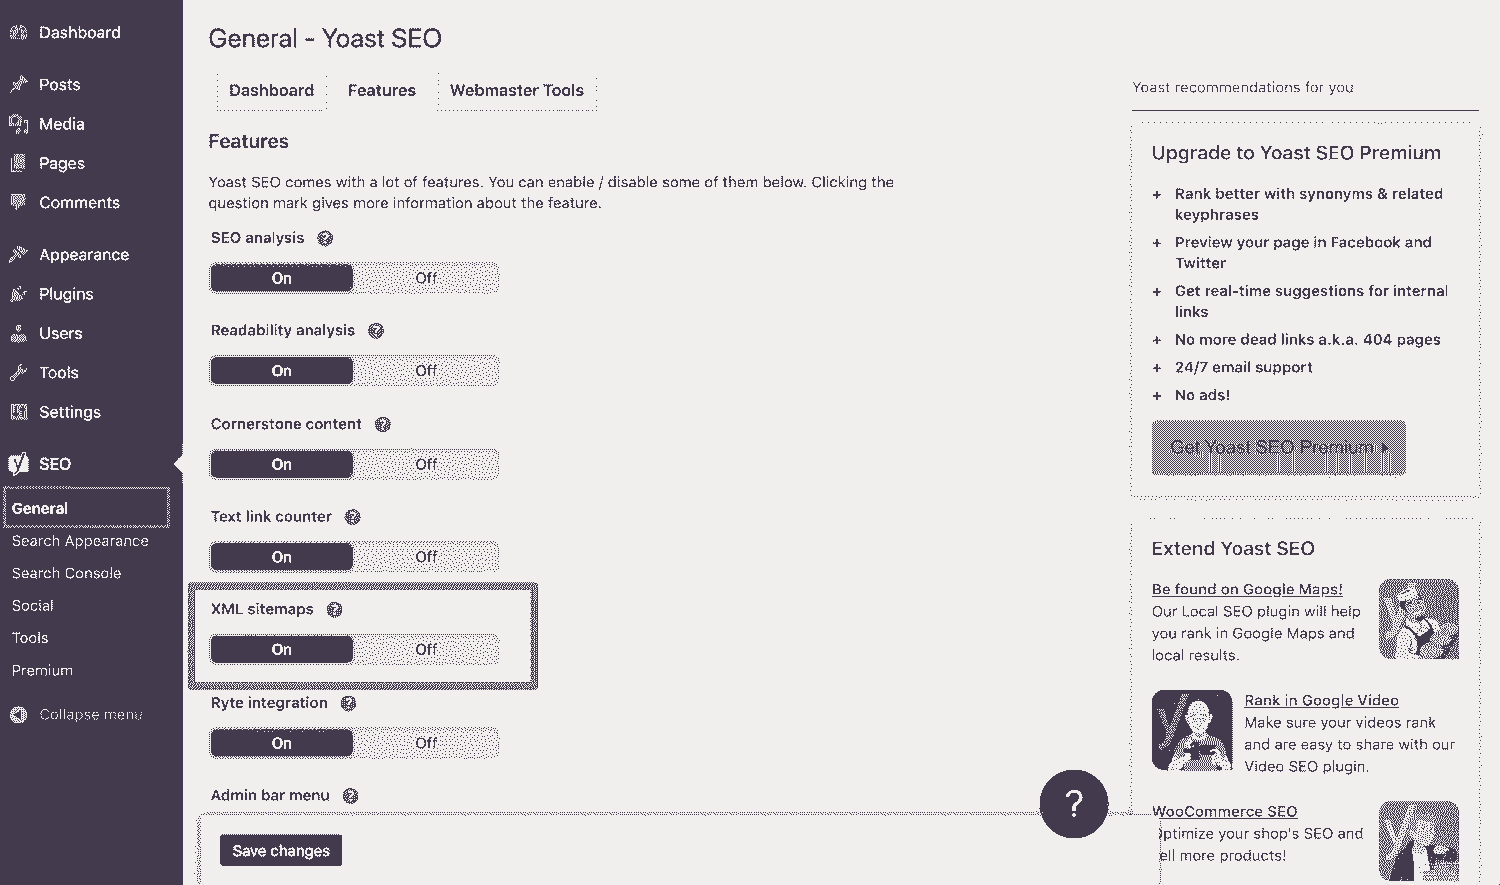 Dashboard
Posts
Media
Pages
Comments
Appearance
Plugins
Users
Tools
Settings
SEO
General
Search Appearance
Search Console
Social
Tools
Premium
Collapse menu
General - Yoast SEO
Dashboard Features Webmaster Tools
Features
Yoast SEO comes with a lot of features. You can enable / disable some of them below. Clicking the
question mark gives more information about the feature.
SEO analysis ?
On Off
Readability analysis ?
On Off
Cornerstone content ?
On Off
Text link counter ?
On Off
XML sitemaps ?
On Off
Ryte integration ?
On Off
Admin bar menu ?
Save changes
?
Yoast recommendations for you
Upgrade to Yoast SEO Premium
+ Rank better with synonyms & related
keyphrases
+ Preview your page in Facebook and
Twitter
+ Get real-time suggestions for internal
links
+ No more dead links a.k.a. 404 pages
+ 24/7 email support
+ No ads!
Get Yoast SEO Premium
Extend Yoast SEO
Be found on Google Maps!
Our Local SEO plugin will help
you rank in Google Maps and
local results.
Rank in Google Video
Make sure your videos rank
and are easy to share with our
Video SEO plugin.
WooCommerce SEO
ptimize your shop's SEO and
ell more products!